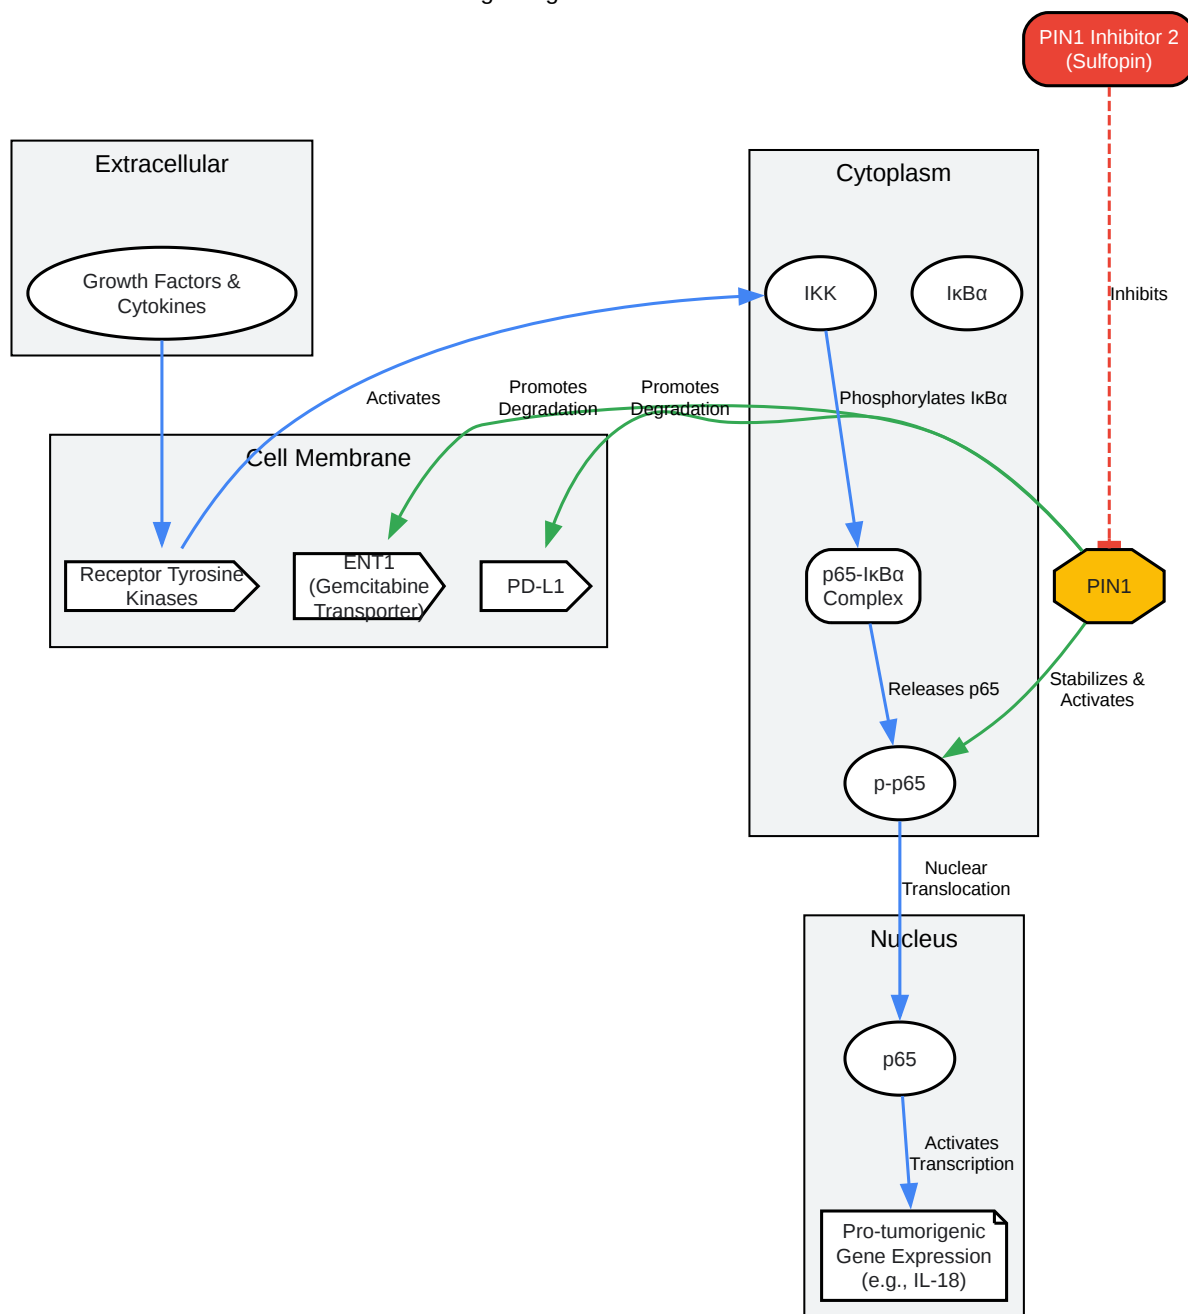 PIN1 Inhibitor 2
(Sulfopin)
Extracellular
Cytoplasm
Growth Factors &
Cytokines
IKK
IκBα
Inhibits
Activates
Promotes
Degradation
Promotes
Degradation
Phosphorylates IκBα
Cell Membrane
Receptor Tyrosine
Kinases
ENT1
(Gemcitabine
Transporter)
PD-L1
p65-IκBα
Complex
PIN1
Releases p65
Stabilizes &
Activates
p-p65
Nuclear
Translocation
Nucleus
p65
Activates
Transcription
Pro-tumorigenic
Gene Expression
(e.g., IL-18)